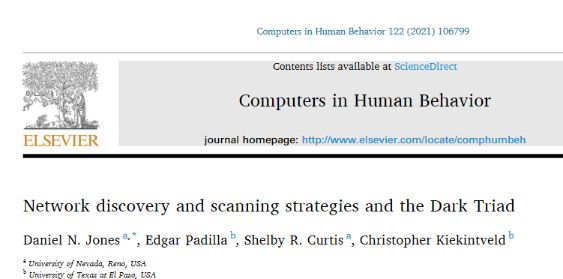 Computers in Human Behavior 122 (2021) 106799
Contents lists available at ScienceDirect
Computers in Human Behavior
ELSEVIER
journal homepage: http://www.elsevier.com/locate/comphumbeh
Network discovery and scanning strategies and the Dark Triad
Daniel N. Jones a,*, Edgar Padilla b, Shelby R. Curtis a, Christopher Kiekintveld b
a University of Nevada, Reno, USA
b University of Texas at El Paso, USA